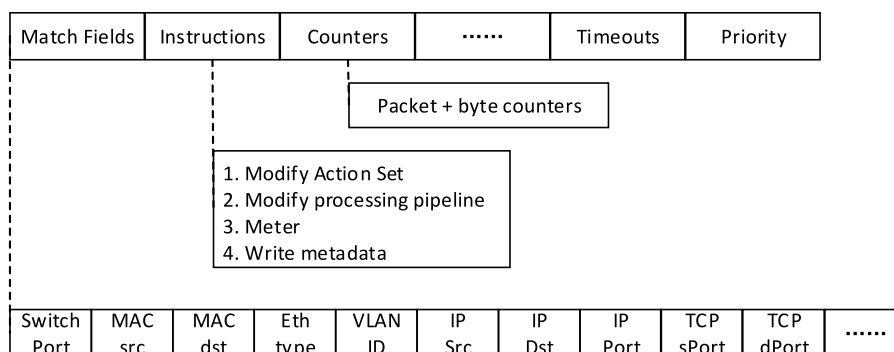 Match Fields Instructions Counters ...... Timeouts Priority
Packet + byte counters
1. Modify Action Set
2. Modify processing pipeline
3. Meter
4. Write metadata
Switch MAC MAC Eth VLAN IP IP IP TCP TCP ......
Port src dst type ID Src Dst Port sPort dPort